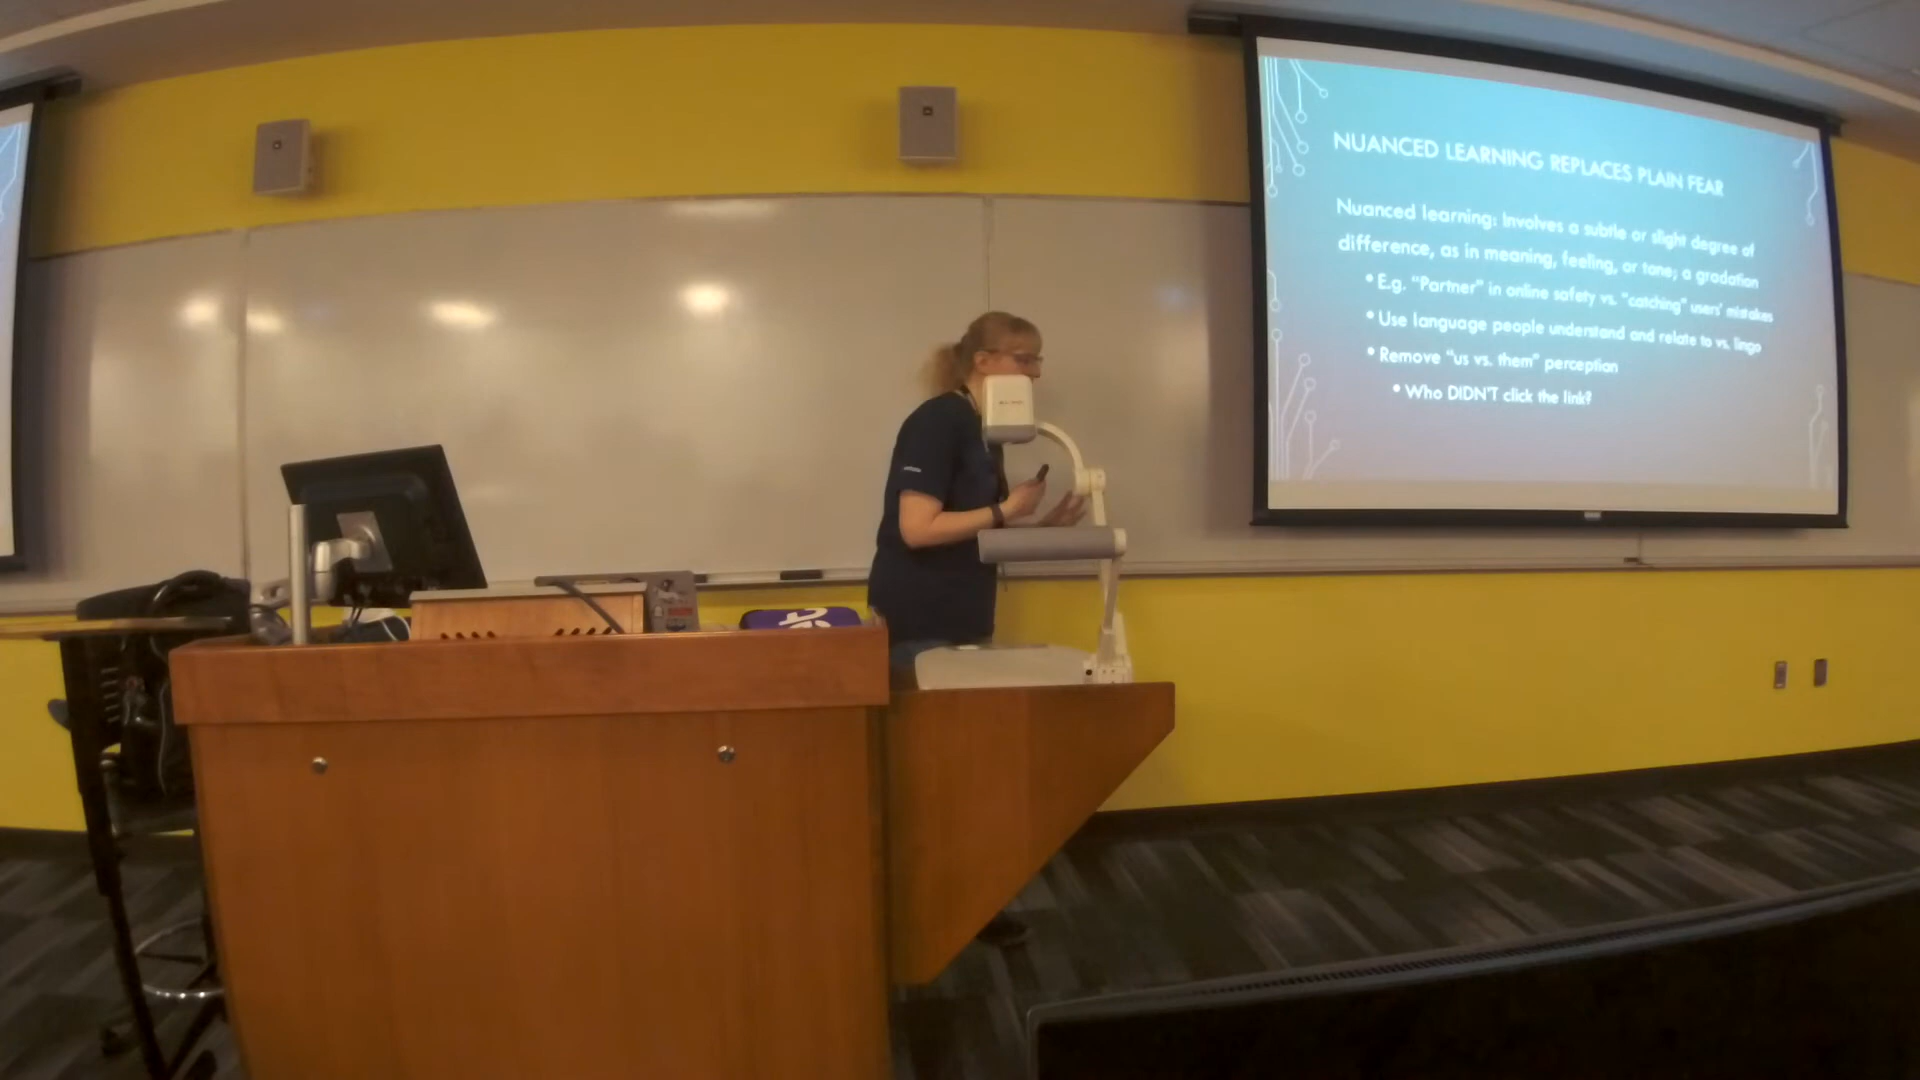 NUANCED LEARNING REPLACES PLAIN FEAR
Nuanced learning: Involves a subtle or slight degree of
difference, as in meaning, feeling, or tone; a gradation
• E.g. "Partner" in online safety vs. "catching" users' mistakes
• Use language people understand and relate to vs. lingo
• Remove "us vs. them" perception
• Who DIDN'T click the link?